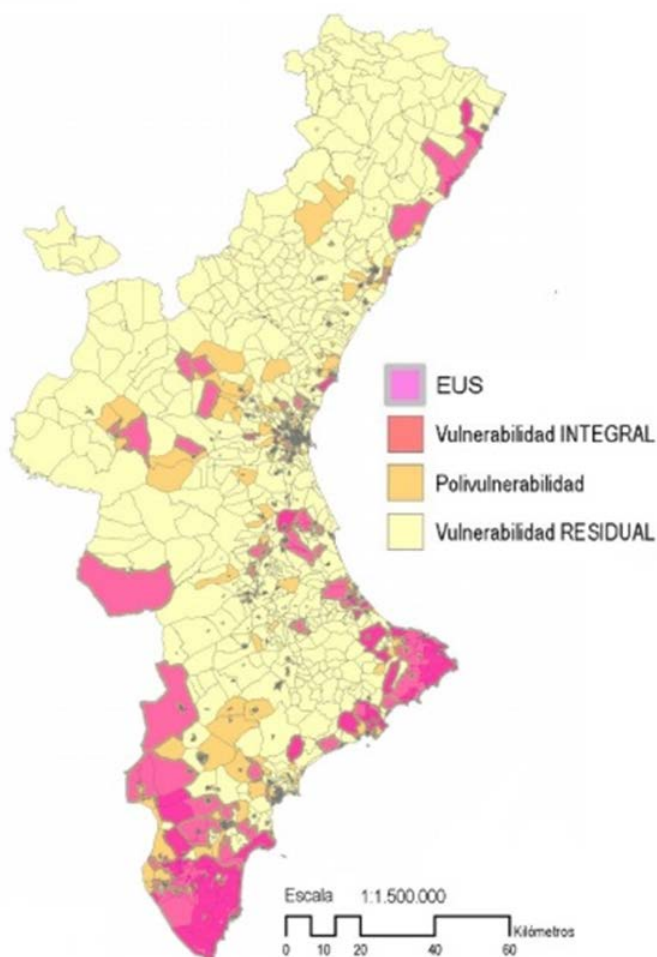 EUS
Vulnerabilidad INTEGRAL
Polivulnerabilidad
Vulnerabilidad RESIDUAL
Escala 1:1.500.000
Kilómetros
0 10 20 40 60